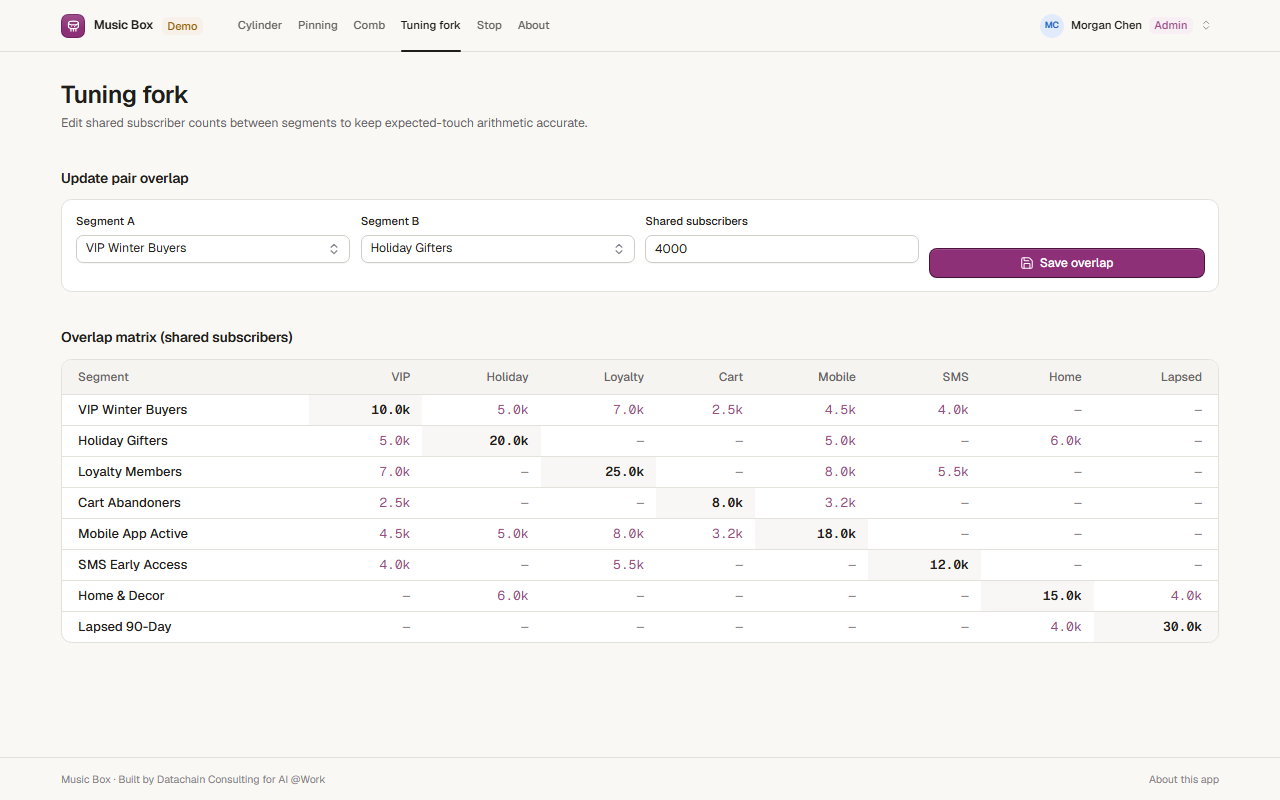 Music Box Demo Cylinder Pinning Comb Tuning fork Stop About MC Morgan Chen Admin
Tuning fork
Edit shared subscriber counts between segments to keep expected-touch arithmetic accurate.
Update pair overlap
Segment A Segment B Shared subscribers
VIP Winter Buyers Holiday Gifters 4000 Save overlap
Overlap matrix (shared subscribers)
Segment VIP Holiday Loyalty Cart Mobile SMS Home Lapsed
VIP Winter Buyers 10.0k 5.0k 7.0k 2.5k 4.5k 4.0k – –
Holiday Gifters 5.0k 20.0k – – 5.0k – 6.0k –
Loyalty Members 7.0k – 25.0k – 8.0k 5.5k – –
Cart Abandoners 2.5k – – 8.0k 3.2k – – –
Mobile App Active 4.5k 5.0k 8.0k 3.2k 18.0k – – –
SMS Early Access 4.0k – 5.5k – – 12.0k – –
Home & Decor – 6.0k – – – – 15.0k 4.0k
Lapsed 90-Day – – – – – – 4.0k 30.0k
Music Box · Built by Datachain Consulting for AI @Work About this app